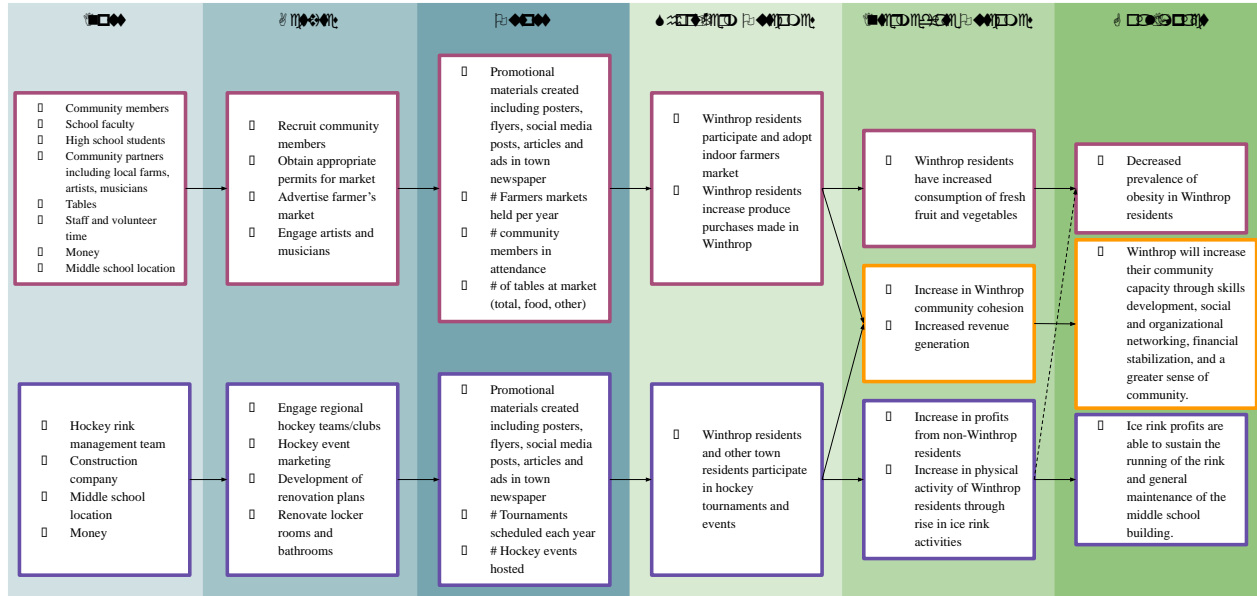 Community members
School faculty
High school students
Community partners
including local farms,
artists, musicians
Tables
Staff and volunteer
time
Money
Middle school location
Recruit community
members
Obtain appropriate
permits for market
Advertise farmer's
market
Engage artists and
musicians
Promotional
materials created
including posters,
flyers, social media
posts, articles and
ads in town
newspaper
# Farmers markets
held per year
# community
members in
attendance
# of tables at market
(total, food, other)
Winthrop residents
participate and adopt
indoor farmers
market
Winthrop residents
increase produce
purchases made in
Winthrop
Winthrop residents
have increased
consumption of fresh
fruit and vegetables
Decreased
prevalence of
obesity in Winthrop
residents
Increase in Winthrop
community cohesion
Increased revenue
generation
Winthrop will increase
their community
capacity through skills
development, social
and organizational
networking, financial
stabilization, and a
greater sense of
community.
Hockey rink
management team
Construction
company
Middle school
location
Money
Engage regional
hockey teams/clubs
Hockey event
marketing
Development of
renovation plans
Renovate locker
rooms and
bathrooms
Promotional
materials created
including posters,
flyers, social media
posts, articles and
ads in town
newspaper
# Tournaments
scheduled each year
# Hockey events
hosted
Winthrop residents
and other town
residents participate
in hockey
tournaments and
events
Increase in profits
from non-Winthrop
residents
Increase in physical
activity of Winthrop
residents through
rise in ice rink
activities
Ice rink profits are
able to sustain the
running of the rink
and general
maintenance of the
middle school
building.